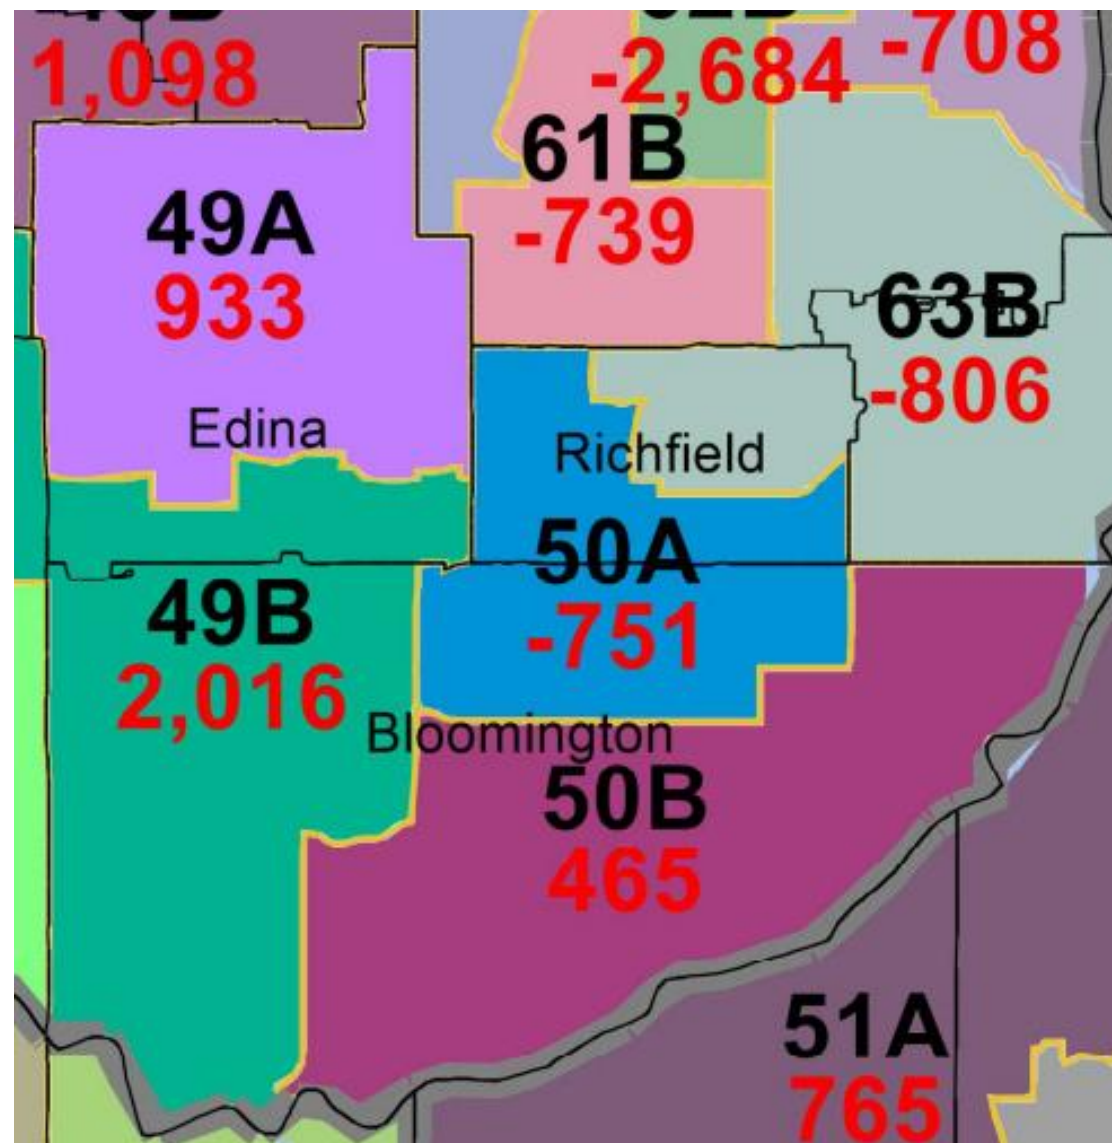 1,098
-2,684
-708
61B
-739
49A
933
63B
-806
Edina
Richfield
50A
-751
49B
2,016
Bloomington
50B
465
51A
765